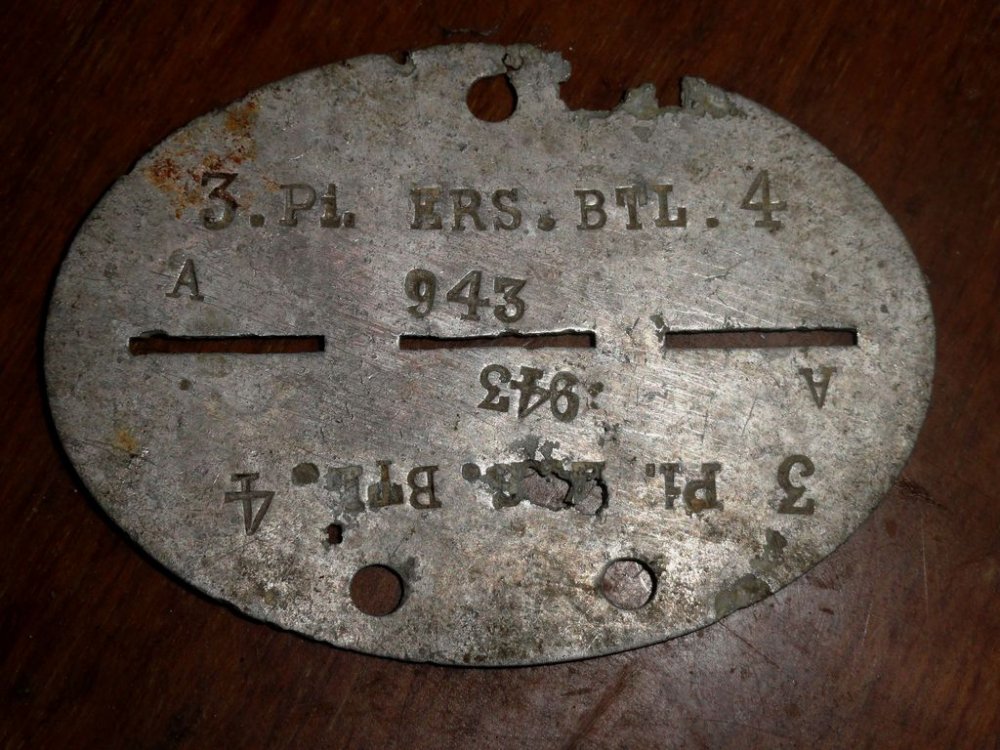 3. Pi. ERS. BTL. 4
A 943
A 943
3 Pi. BTL. 4